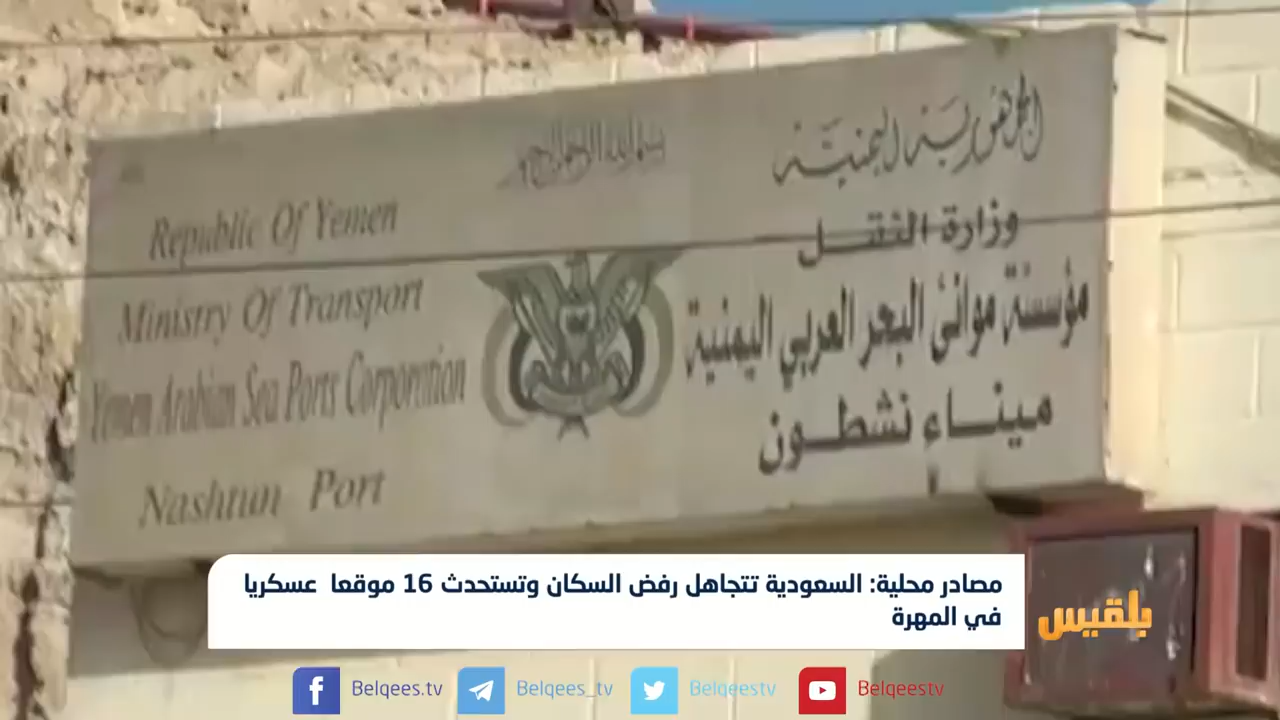 بسم الله الرحمن الرحيم
الجمهورية اليمنية
وزارة النقل
مؤسسة موانئ البحر العربي اليمنية
ميناء نشطون
Republic Of Yemen
Ministry Of Transport
Yemen Arabian Sea Ports Corporation
Nashtun Port
مصادر محلية: السعودية تتجاهل رفض السكان وتستحدث 16 موقعا عسكريا
في المهرة
بلقيس
Belqees.tv
Belqees_tv
Belqeestv
Belqeestv